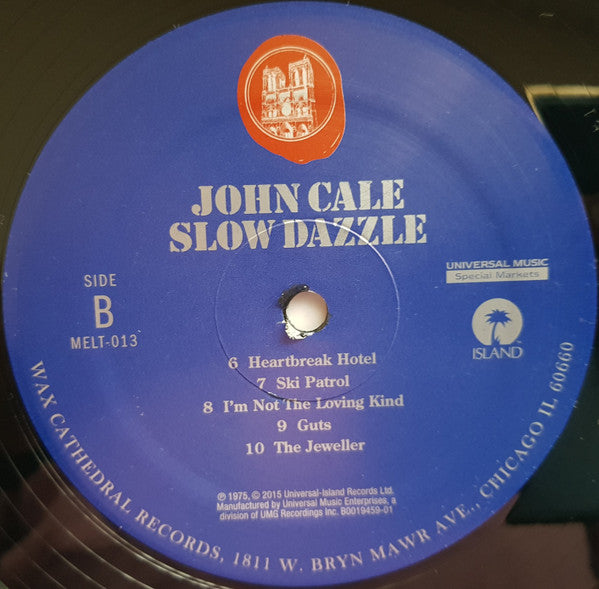 JOHN CALE
SLOW DAZZLE
SIDE
B
MELT-013
UNIVERSAL MUSIC
Special Markets
ISLAND
6 Heartbreak Hotel
7 Ski Patrol
8 I'm Not The Loving Kind
9 Guts
10 The Jeweller
℗ 1975, © 2015 Universal-Island Records Ltd.
Manufactured by Universal Music Enterprises, a
division of UMG Recordings Inc. B0019459-01
WAX CATHEDRAL RECORDS, 1811 W. BRYN MAWR AVE., CHICAGO IL 60660